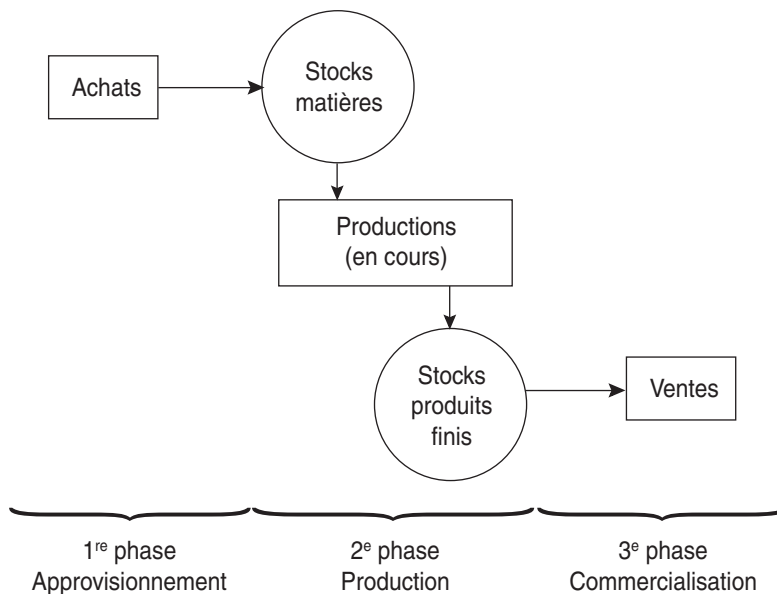 Achats
Stocks
matières
Productions
(en cours)
Stocks
produits
finis
Ventes
1re phase
Approvisionnement
2e phase
Production
3e phase
Commercialisation